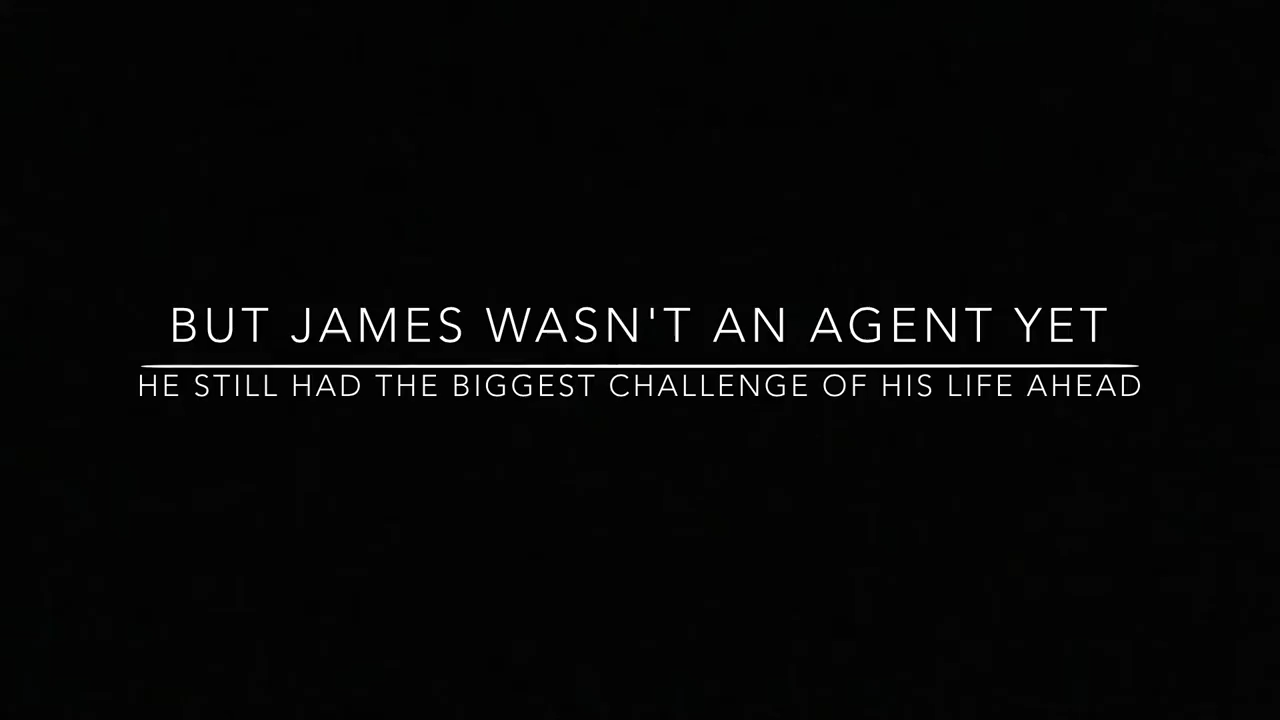 BUT JAMES WASN'T AN AGENT YET
HE STILL HAD THE BIGGEST CHALLENGE OF HIS LIFE AHEAD